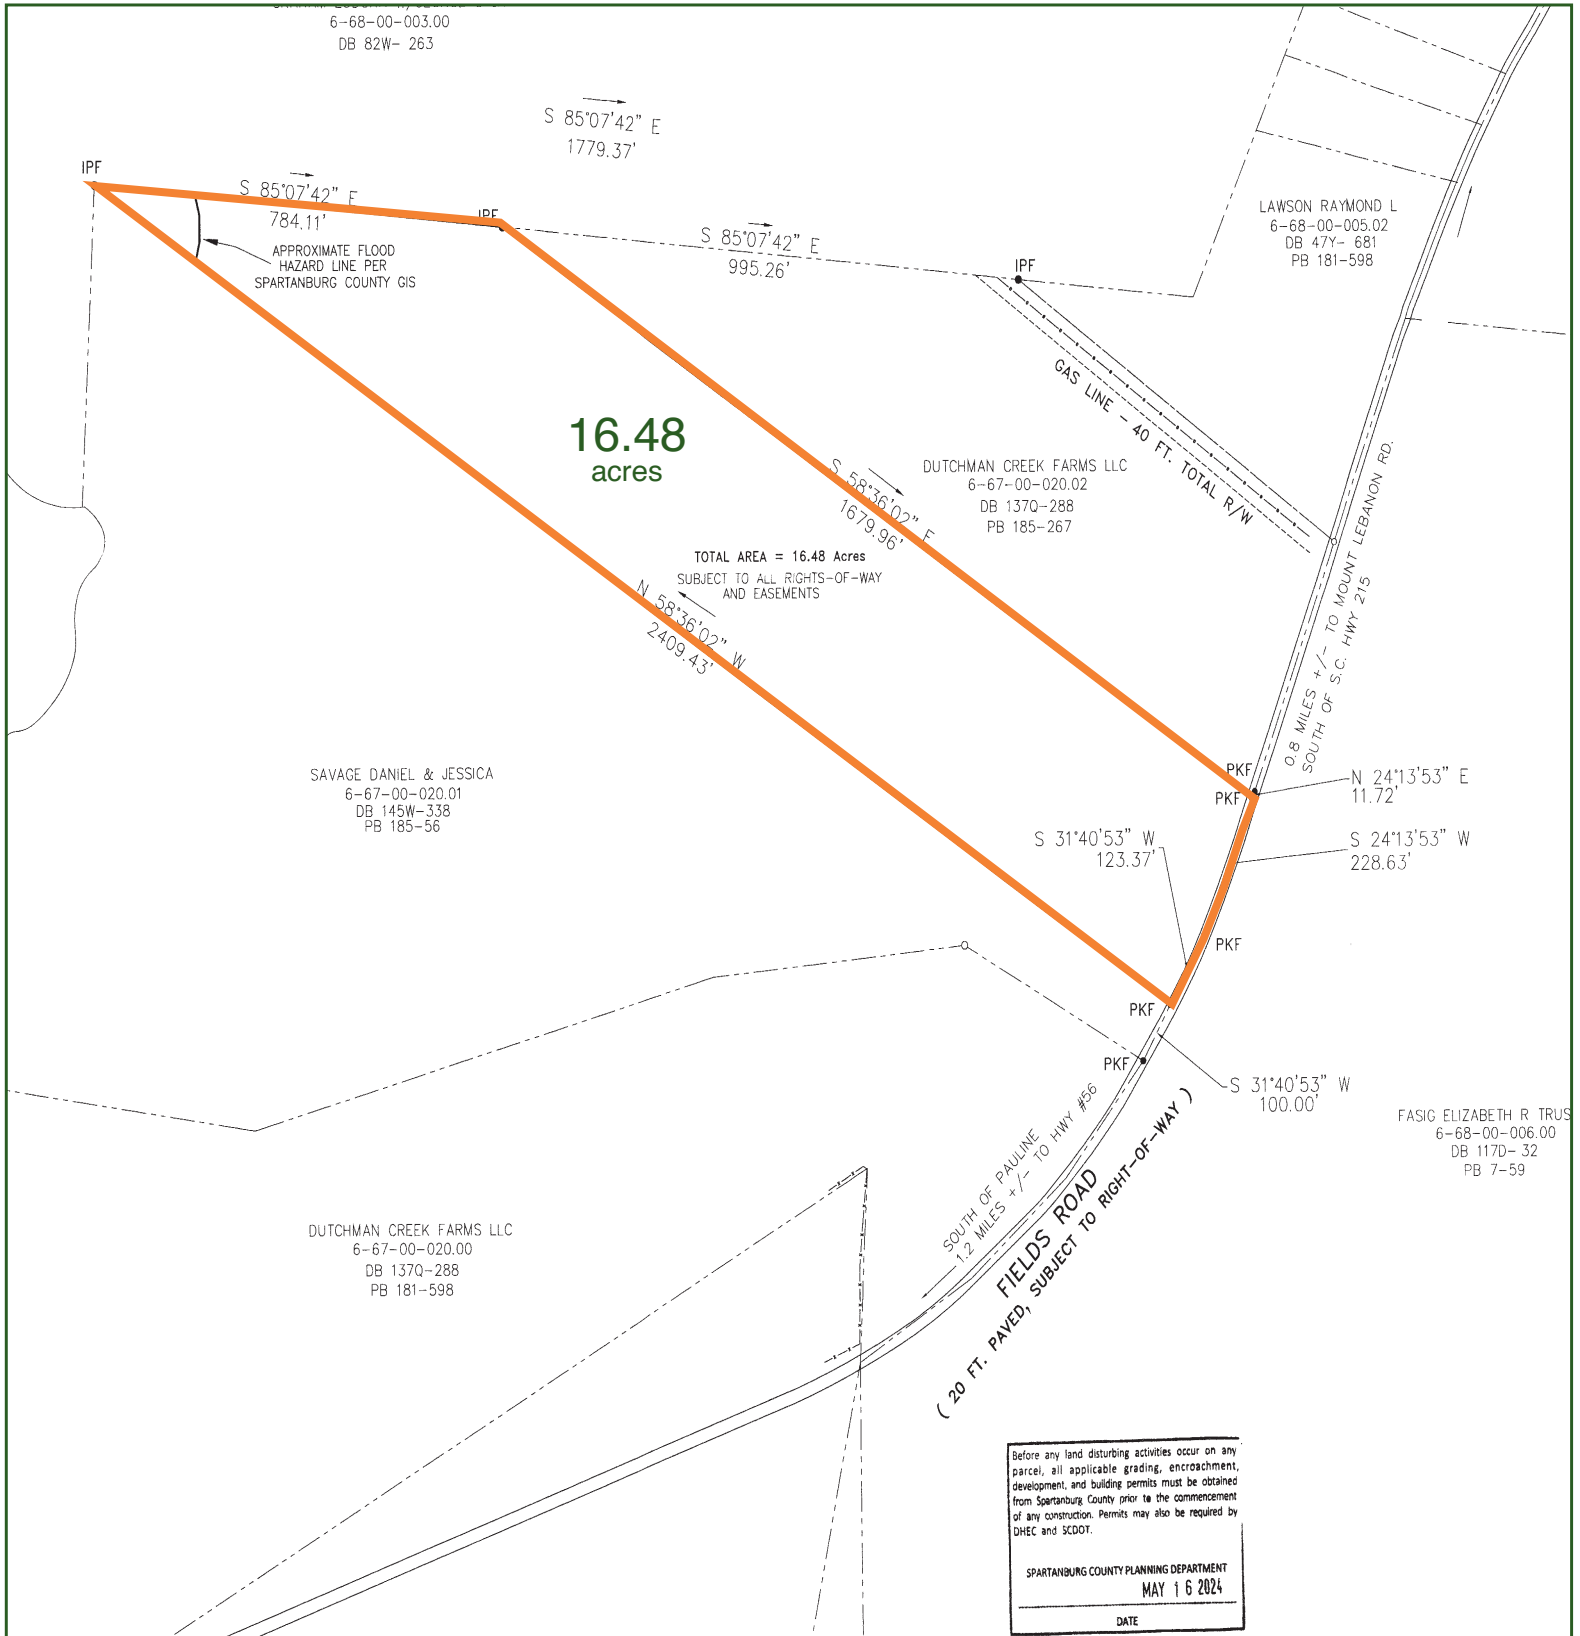 6-68-00-003.00
DB 82W- 263
S 85°07'42" E
1779.37'
IPF
S 85°07'42" E
784.11'
IPF
APPROXIMATE FLOOD
HAZARD LINE PER
SPARTANBURG COUNTY GIS
S 85°07'42" E
995.26'
IPF
LAWSON RAYMOND L
6-68-00-005.02
DB 47Y- 681
PB 181-598
GAS LINE - 40 FT. TOTAL R/W
16.48
acres
DUTCHMAN CREEK FARMS LLC
6-67-00-020.02
DB 137Q-288
PB 185-267
S 58°36'02" E
1679.96'
TOTAL AREA = 16.48 Acres
SUBJECT TO ALL RIGHTS-OF-WAY
AND EASEMENTS
N 58°36'02" W
2409.43'
0.8 MILES +/- TO MOUNT LEBANON RD.
SOUTH OF S.C. HWY 215
SAVAGE DANIEL & JESSICA
6-67-00-020.01
DB 145W-338
PB 185-56
PKF
PKF
N 24°13'53" E
11.72'
S 31°40'53" W
123.37'
S 24°13'53" W
228.63'
PKF
PKF
PKF
S 31°40'53" W
100.00'
FASIG ELIZABETH R TRUS
6-68-00-006.00
DB 117D- 32
PB 7-59
SOUTH OF PAULINE
1.2 MILES +/- TO HWY #56
FIELDS ROAD
( 20 FT. PAVED, SUBJECT TO RIGHT-OF-WAY )
DUTCHMAN CREEK FARMS LLC
6-67-00-020.00
DB 137Q-288
PB 181-598
Before any land disturbing activities occur on any
parcel, all applicable grading, encroachment,
development, and building permits must be obtained
from Spartanburg County prior to the commencement
of any construction. Permits may also be required by
DHEC and SCDOT.
SPARTANBURG COUNTY PLANNING DEPARTMENT
MAY 16 2024
DATE